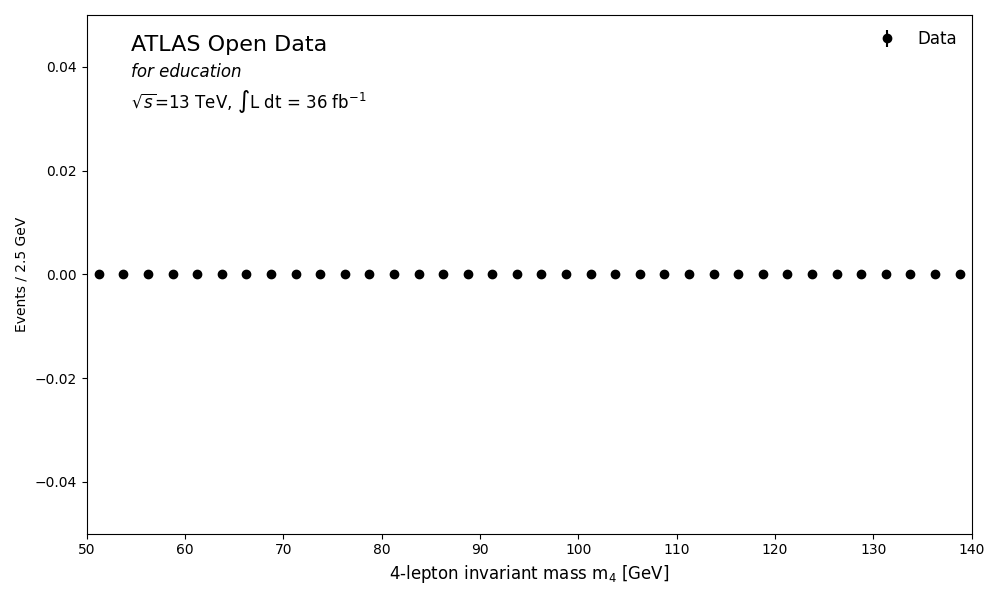 ATLAS Open Data
for education
√s=13 TeV, ∫L dt = 36 fb⁻¹
Data
0.04
0.02
0.00
−0.02
−0.04
Events / 2.5 GeV
50 60 70 80 90 100 110 120 130 140
4-lepton invariant mass m₄ [GeV]